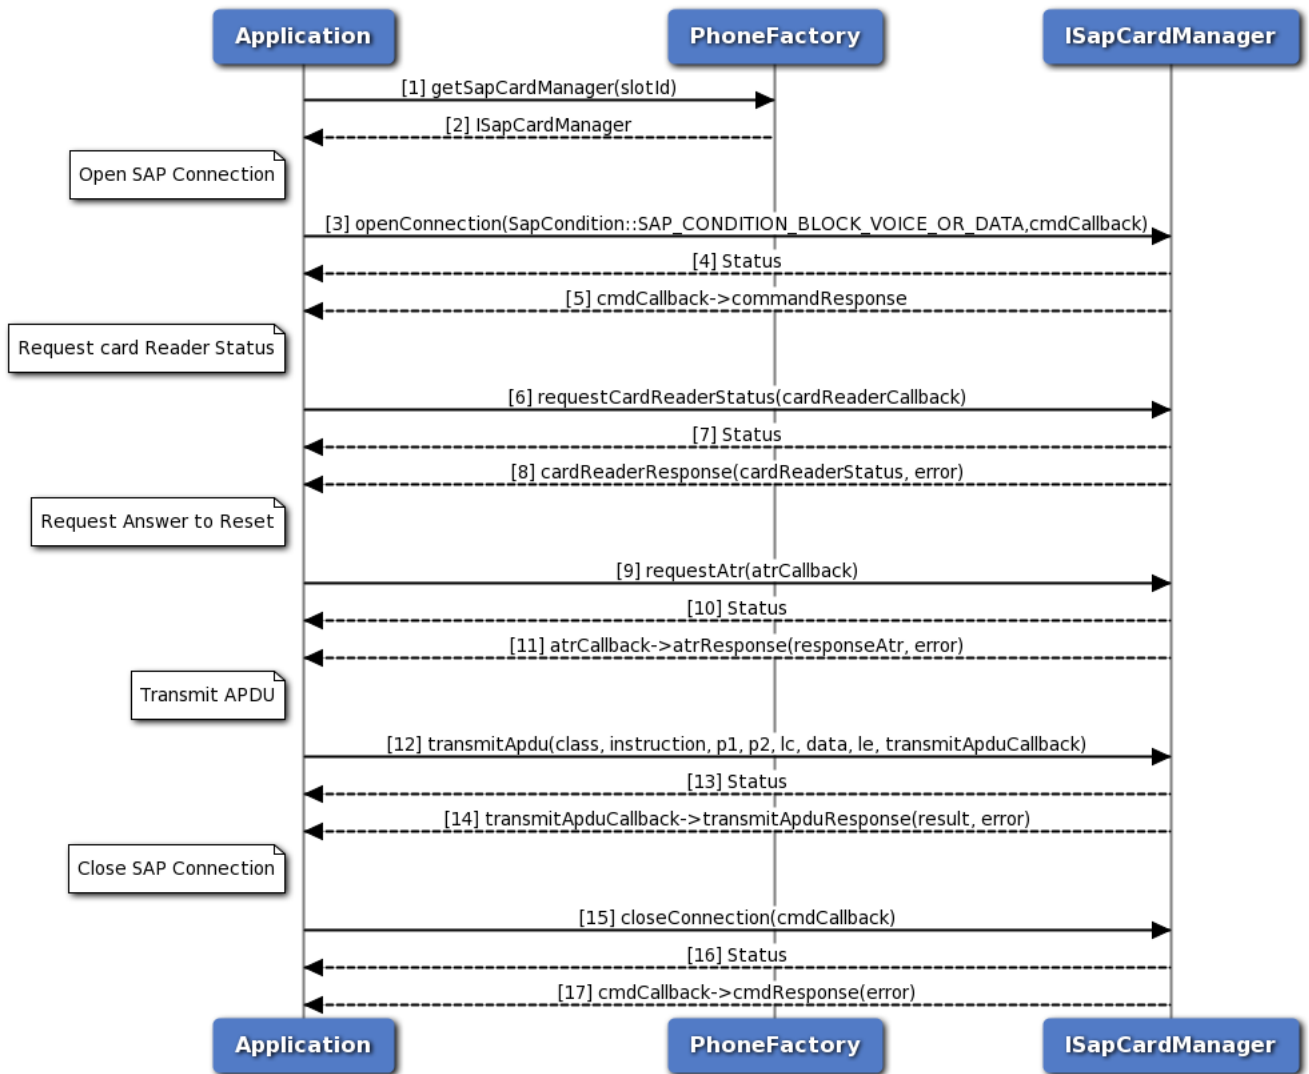 Application
PhoneFactory
ISapCardManager
[1] getSapCardManager(slotId)
[2] ISapCardManager
Open SAP Connection
[3] openConnection(SapCondition::SAP_CONDITION_BLOCK_VOICE_OR_DATA,cmdCallback)
[4] Status
[5] cmdCallback->commandResponse
Request card Reader Status
[6] requestCardReaderStatus(cardReaderCallback)
[7] Status
[8] cardReaderResponse(cardReaderStatus, error)
Request Answer to Reset
[9] requestAtr(atrCallback)
[10] Status
[11] atrCallback->atrResponse(responseAtr, error)
Transmit APDU
[12] transmitApdu(class, instruction, p1, p2, lc, data, le, transmitApduCallback)
[13] Status
[14] transmitApduCallback->transmitApduResponse(result, error)
Close SAP Connection
[15] closeConnection(cmdCallback)
[16] Status
[17] cmdCallback->cmdResponse(error)
Application
PhoneFactory
ISapCardManager